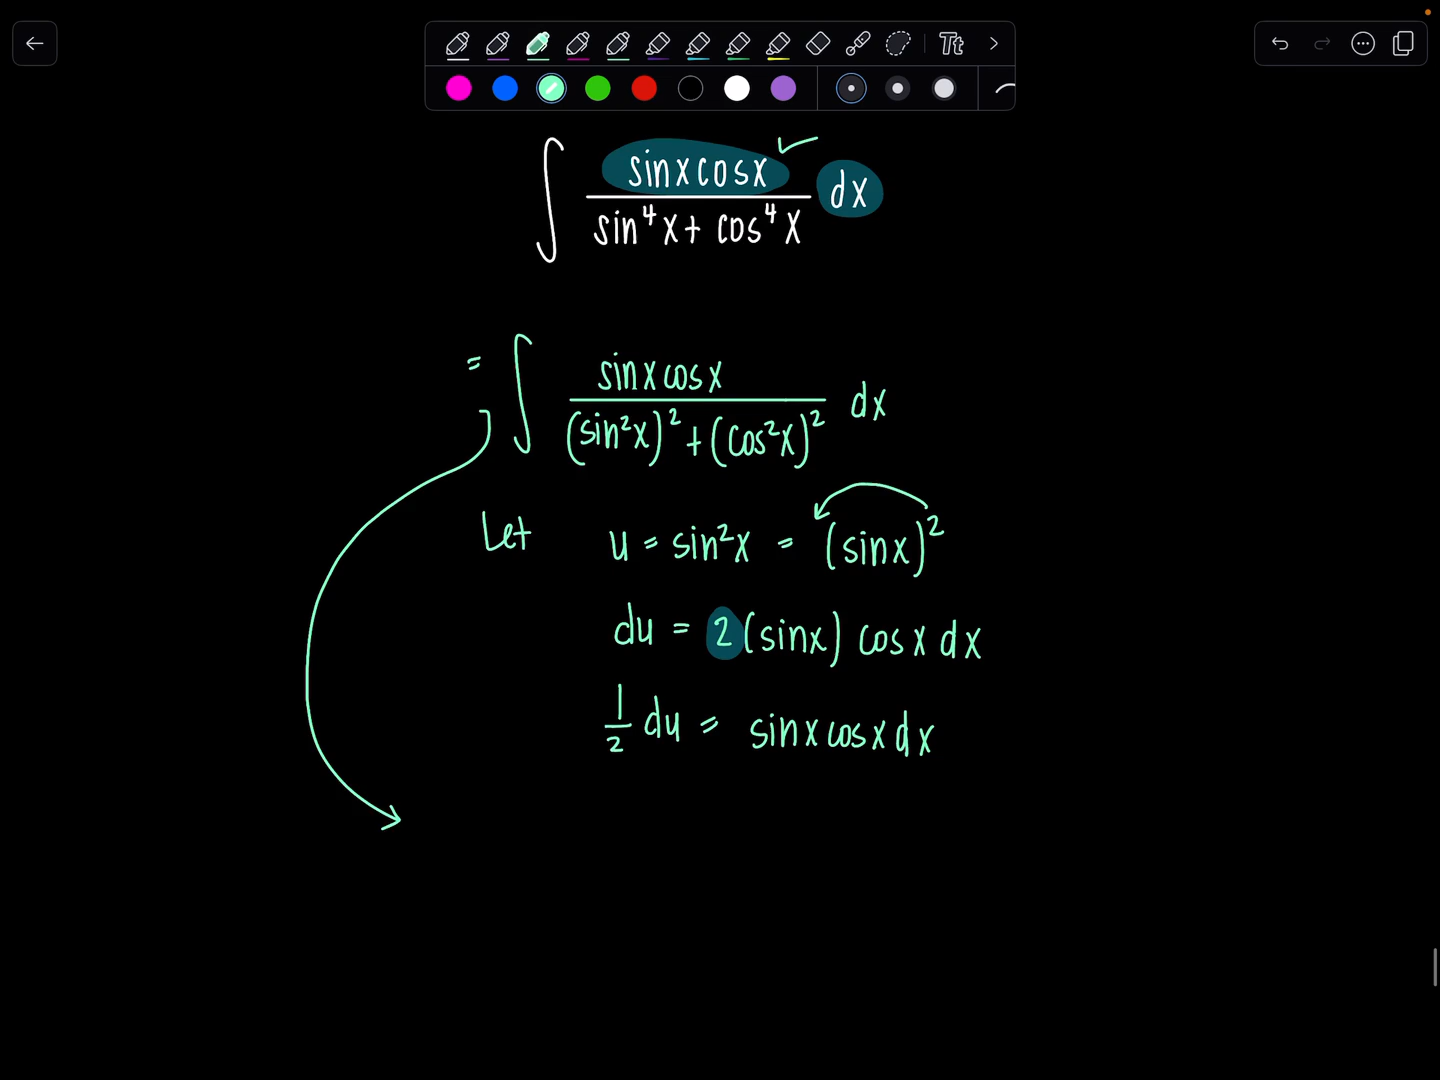 Tt
∫ sinx cosx / (sin⁴x + cos⁴x) dx
= ∫ sinx cosx / ((sin²x)² + (cos²x)²) dx
Let u = sin²x = (sinx)²
du = 2(sinx) cosx dx
1/2 du = sinx cosx dx